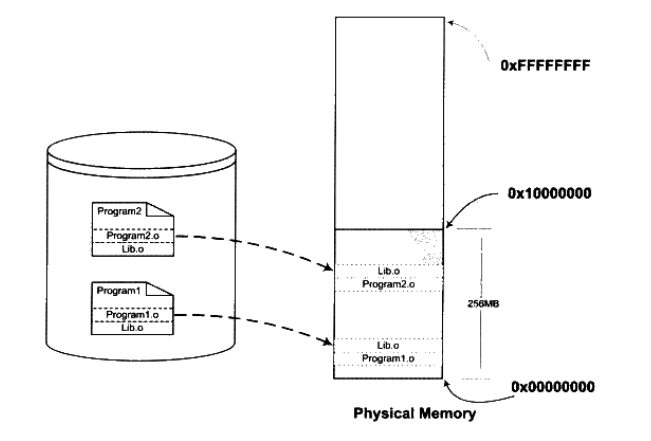 0xFFFFFFFF
0x10000000
Program2
Program2.o
Lib.o
Program1
Program1.o
Lib.o
Lib.o
Program2.o
256MB
Lib.o
Program1.o
0x00000000
Physical Memory